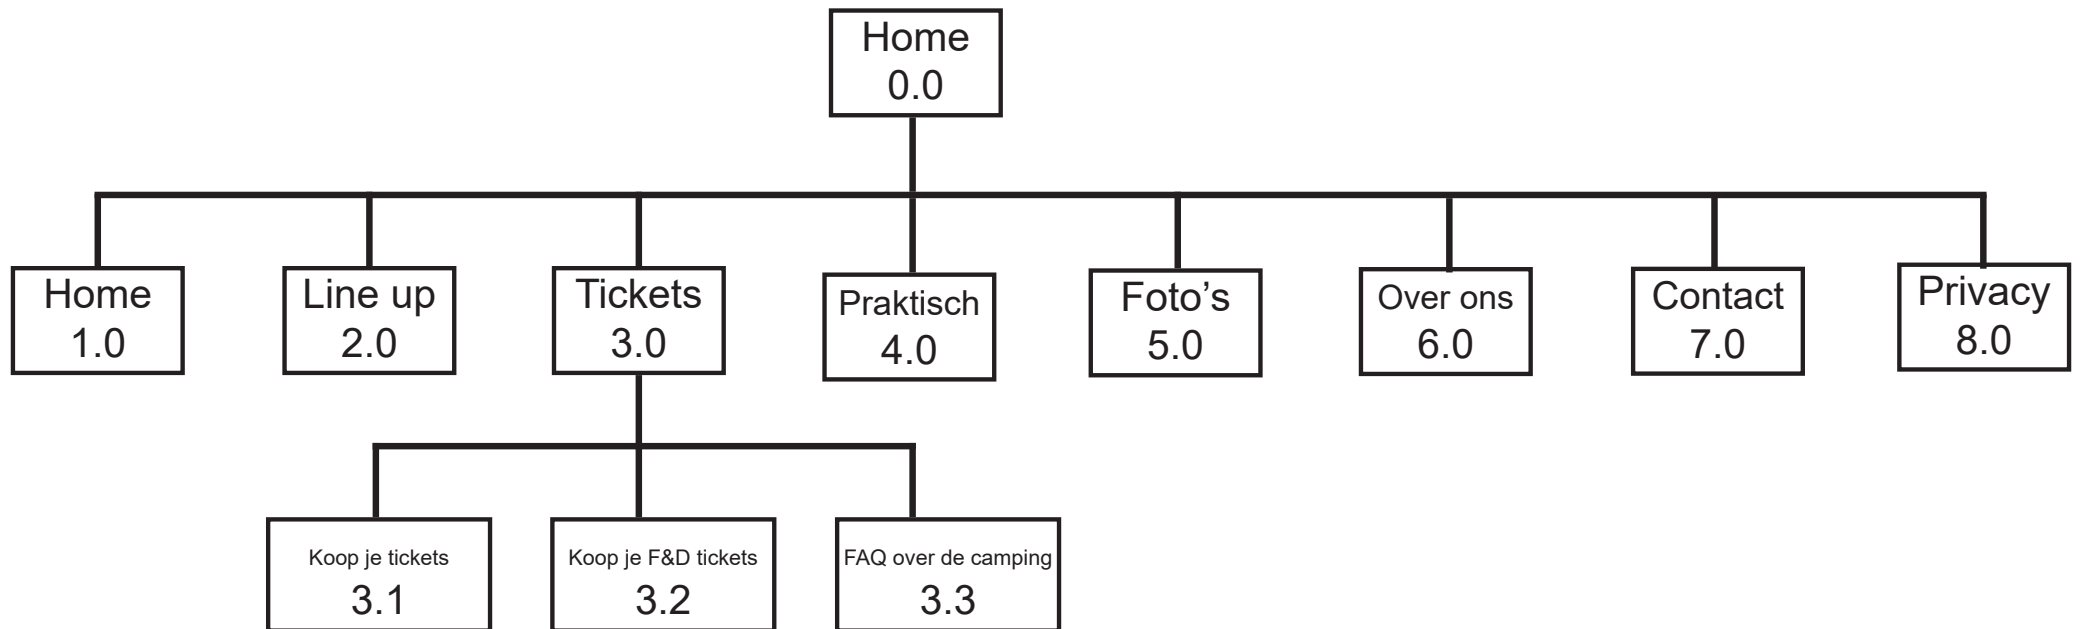 Home
0.0
Home
1.0
Line up
2.0
Tickets
3.0
Praktisch
4.0
Foto’s
5.0
Over ons
6.0
Contact
7.0
Privacy
8.0
Koop je tickets
3.1
Koop je F&D tickets
3.2
FAQ over de camping
3.3